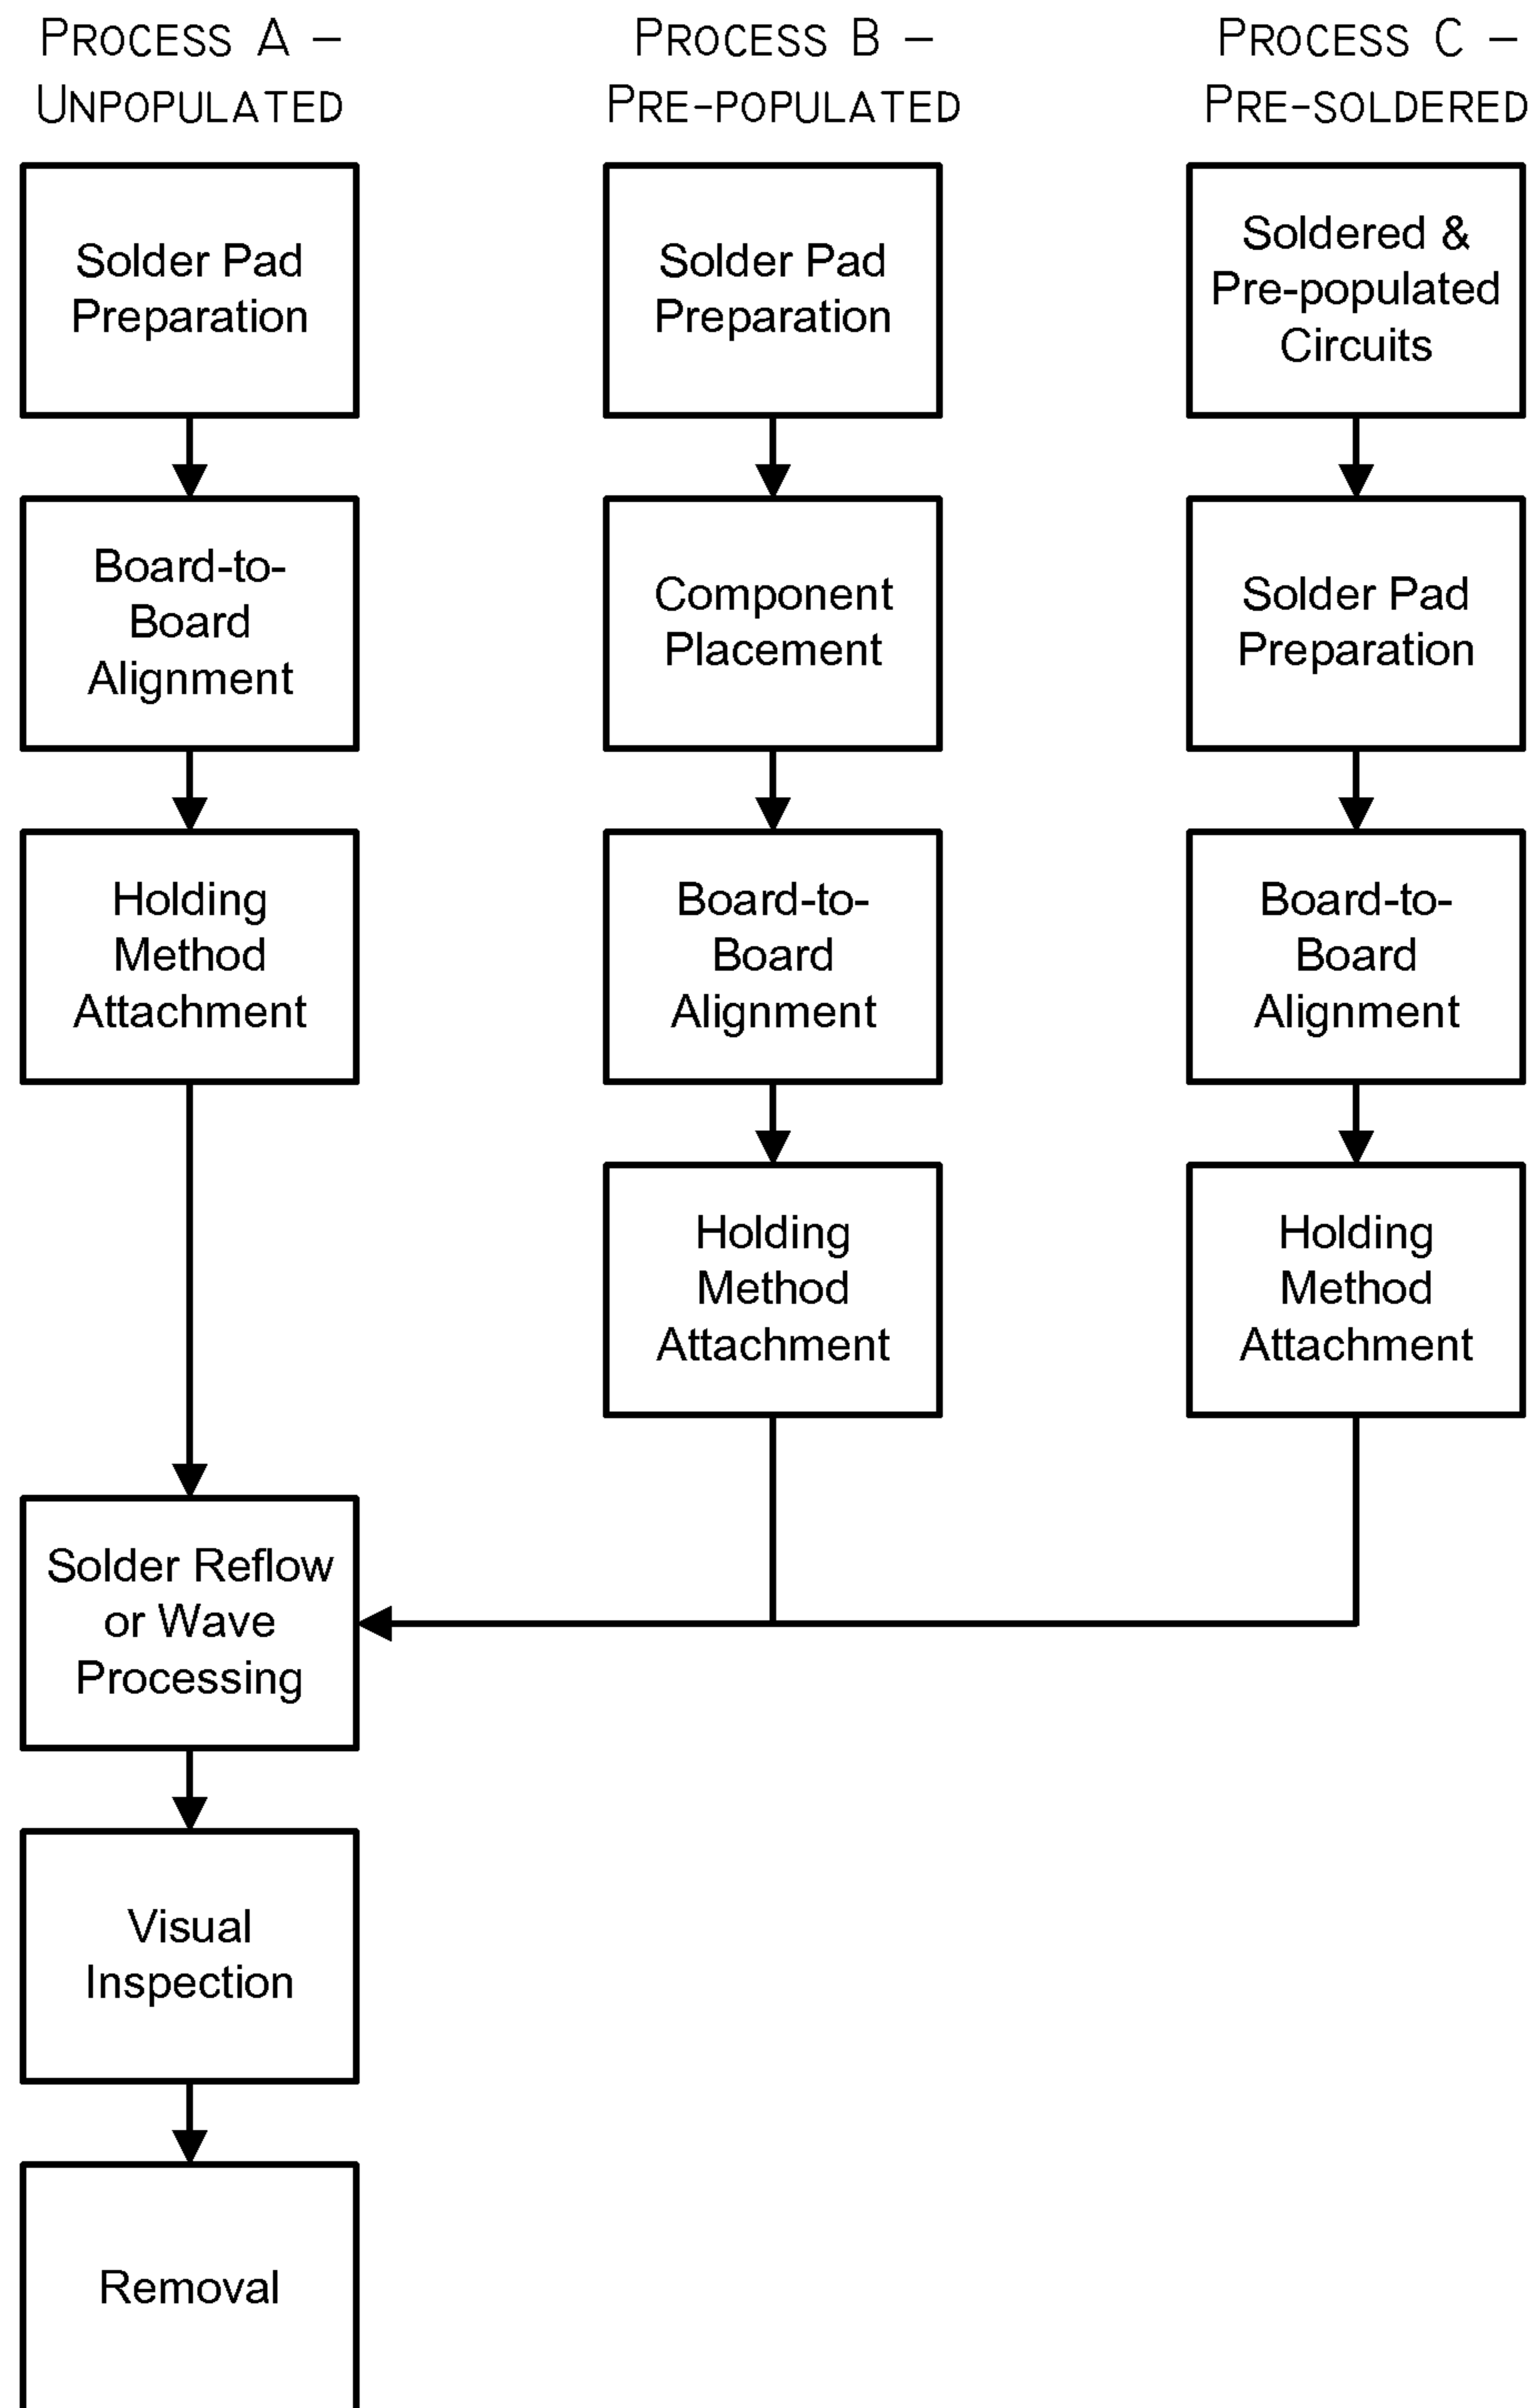 PROCESS A –
UNPOPULATED
Solder Pad
Preparation
Board-to-
Board
Alignment
Holding
Method
Attachment
Solder Reflow
or Wave
Processing
Visual
Inspection
Removal
PROCESS B –
PRE-POPULATED
Solder Pad
Preparation
Component
Placement
Board-to-
Board
Alignment
Holding
Method
Attachment
PROCESS C –
PRE-SOLDERED
Soldered &
Pre-populated
Circuits
Solder Pad
Preparation
Board-to-
Board
Alignment
Holding
Method
Attachment